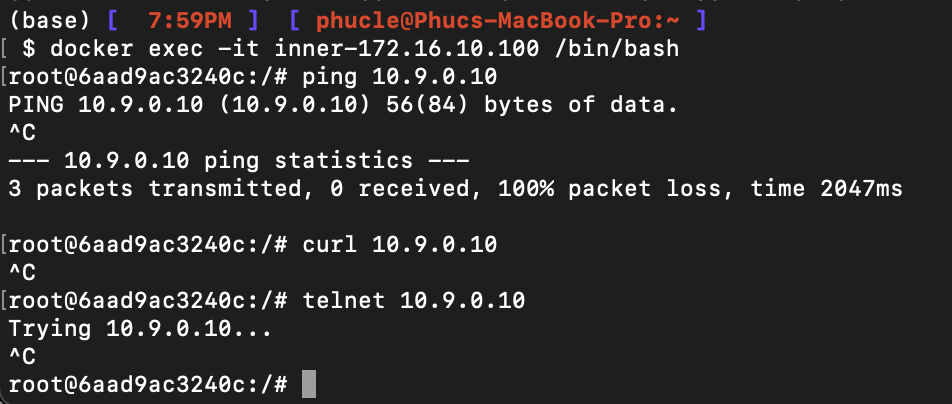 (base) [  7:59PM ]  [ phucle@Phucs-MacBook-Pro:~ ]
[ $ docker exec -it inner-172.16.10.100 /bin/bash
[root@6aad9ac3240c:/# ping 10.9.0.10
PING 10.9.0.10 (10.9.0.10) 56(84) bytes of data.
^C
--- 10.9.0.10 ping statistics ---
3 packets transmitted, 0 received, 100% packet loss, time 2047ms
[root@6aad9ac3240c:/# curl 10.9.0.10
^C
[root@6aad9ac3240c:/# telnet 10.9.0.10
Trying 10.9.0.10...
^C
root@6aad9ac3240c:/#